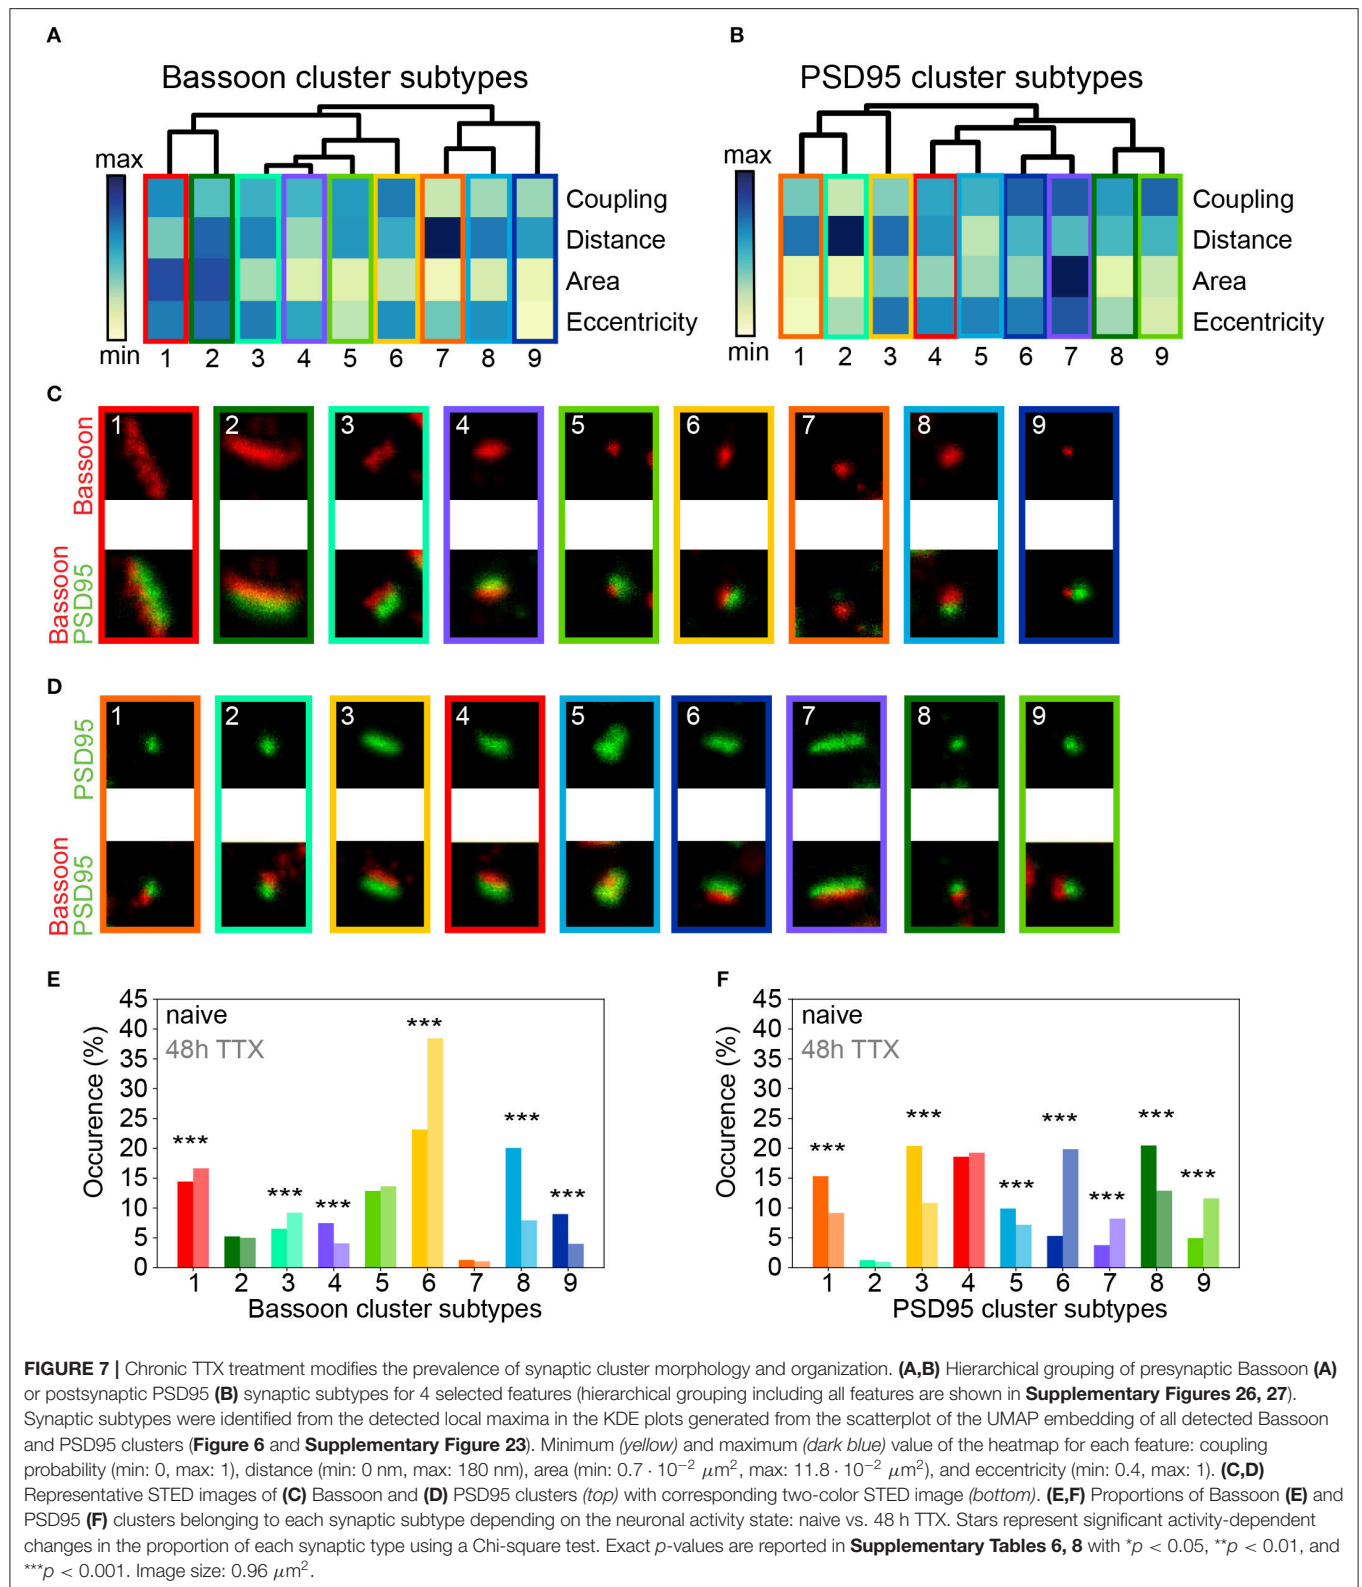 A
B
Bassoon cluster subtypes
PSD95 cluster subtypes
max
min
Coupling
Distance
Area
Eccentricity
1 2 3 4 5 6 7 8 9
max
min
Coupling
Distance
Area
Eccentricity
1 2 3 4 5 6 7 8 9
C
Bassoon
1 2 3 4 5 6 7 8 9
Bassoon
PSD95
D
PSD95
1 2 3 4 5 6 7 8 9
Bassoon
PSD95
E
Occurence (%)
45
40
35
30
25
20
15
10
5
0
naive
48h TTX
*** *** *** *** *** ***
1 2 3 4 5 6 7 8 9
Bassoon cluster subtypes
F
Occurence (%)
45
40
35
30
25
20
15
10
5
0
naive
48h TTX
*** *** *** *** *** *** ***
1 2 3 4 5 6 7 8 9
PSD95 cluster subtypes
FIGURE 7 | Chronic TTX treatment modifies the prevalence of synaptic cluster morphology and organization. (A,B) Hierarchical grouping of presynaptic Bassoon (A)
or postsynaptic PSD95 (B) synaptic subtypes for 4 selected features (hierarchical grouping including all features are shown in Supplementary Figures 26, 27).
Synaptic subtypes were identified from the detected local maxima in the KDE plots generated from the scatterplot of the UMAP embedding of all detected Bassoon
and PSD95 clusters (Figure 6 and Supplementary Figure 23). Minimum (yellow) and maximum (dark blue) value of the heatmap for each feature: coupling
probability (min: 0, max: 1), distance (min: 0 nm, max: 180 nm), area (min: 0.7 · 10⁻² μm², max: 11.8 · 10⁻² μm²), and eccentricity (min: 0.4, max: 1). (C,D)
Representative STED images of (C) Bassoon and (D) PSD95 clusters (top) with corresponding two-color STED image (bottom). (E,F) Proportions of Bassoon (E) and
PSD95 (F) clusters belonging to each synaptic subtype depending on the neuronal activity state: naive vs. 48 h TTX. Stars represent significant activity-dependent
changes in the proportion of each synaptic type using a Chi-square test. Exact p-values are reported in Supplementary Tables 6, 8 with *p < 0.05, **p < 0.01, and
***p < 0.001. Image size: 0.96 μm².